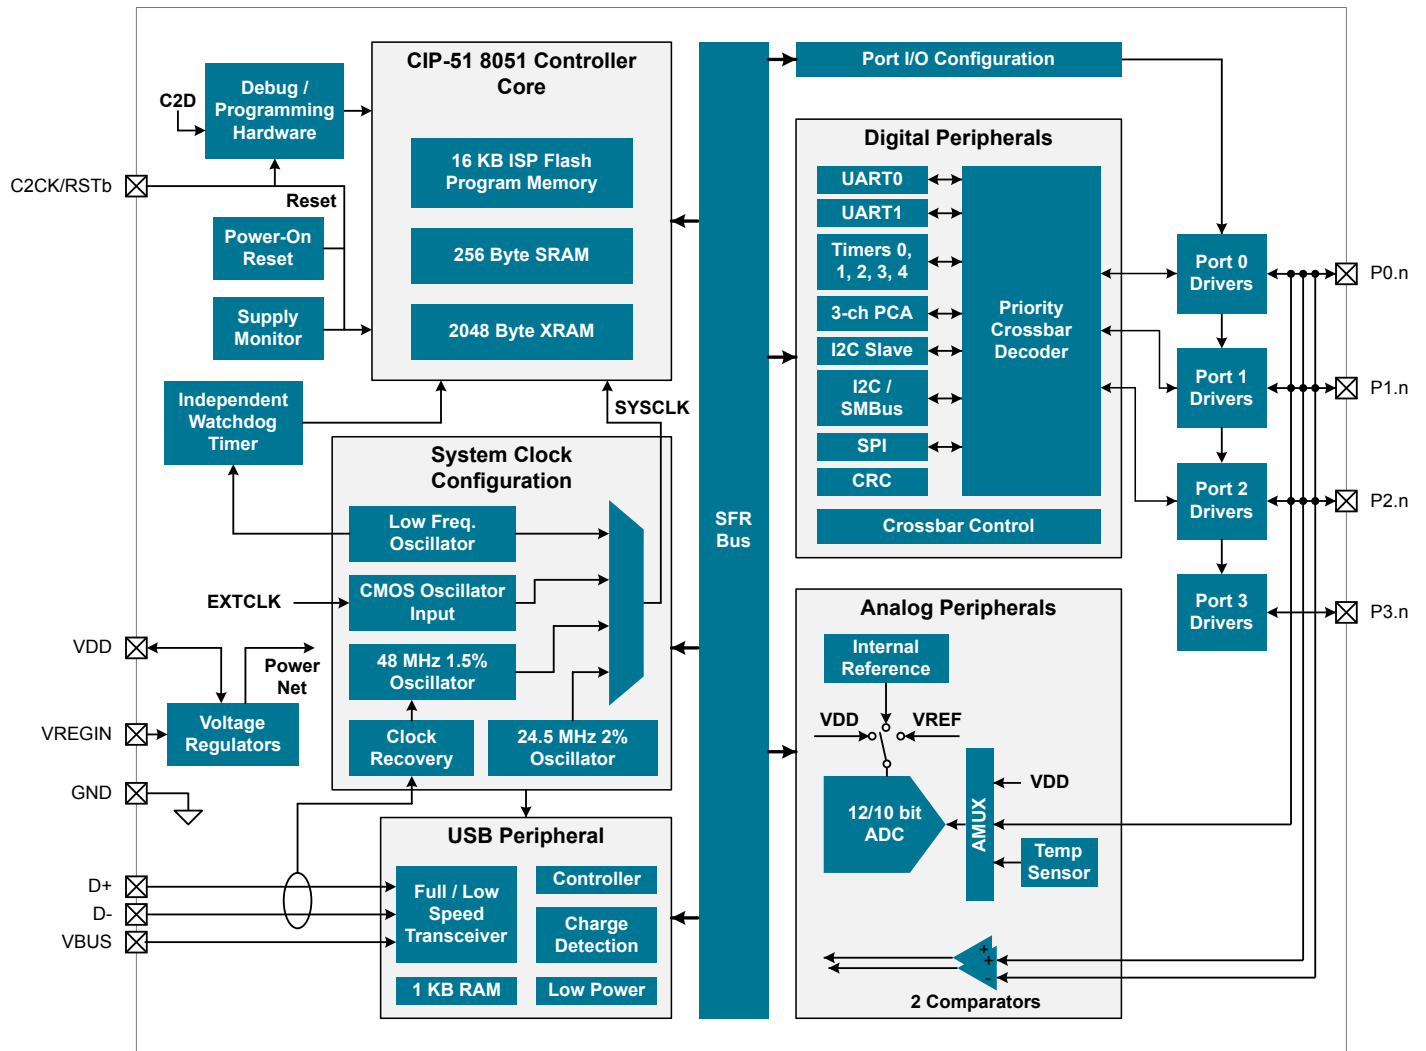 CIP-51 8051 Controller
Core
16 KB ISP Flash
Program Memory
256 Byte SRAM
2048 Byte XRAM
Debug /
Programming
Hardware
C2D
C2CK/RSTb
Reset
Power-On
Reset
Supply
Monitor
Independent
Watchdog
Timer
SYSCLK
System Clock
Configuration
Low Freq.
Oscillator
CMOS Oscillator
Input
EXTCLK
48 MHz 1.5%
Oscillator
Clock
Recovery
24.5 MHz 2%
Oscillator
VDD
Power
Net
VREGIN
Voltage
Regulators
GND
USB Peripheral
Full / Low
Speed
Transceiver
Controller
Charge
Detection
1 KB RAM
Low Power
D+
D-
VBUS
SFR
Bus
Port I/O Configuration
Digital Peripherals
UART0
UART1
Timers 0,
1, 2, 3, 4
3-ch PCA
I2C Slave
I2C /
SMBus
SPI
CRC
Priority
Crossbar
Decoder
Crossbar Control
Port 0
Drivers
Port 1
Drivers
Port 2
Drivers
Port 3
Drivers
P0.n
P1.n
P2.n
P3.n
Analog Peripherals
Internal
Reference
VDD
VREF
12/10 bit
ADC
AMUX
VDD
Temp
Sensor
+
+
-
2 Comparators